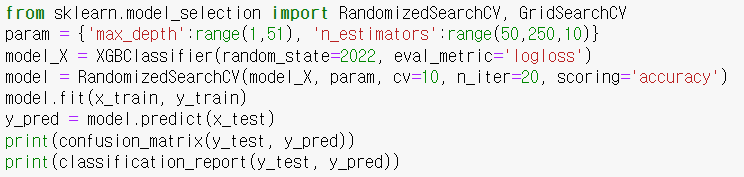 from sklearn.model_selection import RandomizedSearchCV, GridSearchCV
param = {'max_depth':range(1,51), 'n_estimators':range(50,250,10)}
model_X = XGBClassifier(random_state=2022, eval_metric='logloss')
model = RandomizedSearchCV(model_X, param, cv=10, n_iter=20, scoring='accuracy')
model.fit(x_train, y_train)
y_pred = model.predict(x_test)
print(confusion_matrix(y_test, y_pred))
print(classification_report(y_test, y_pred))